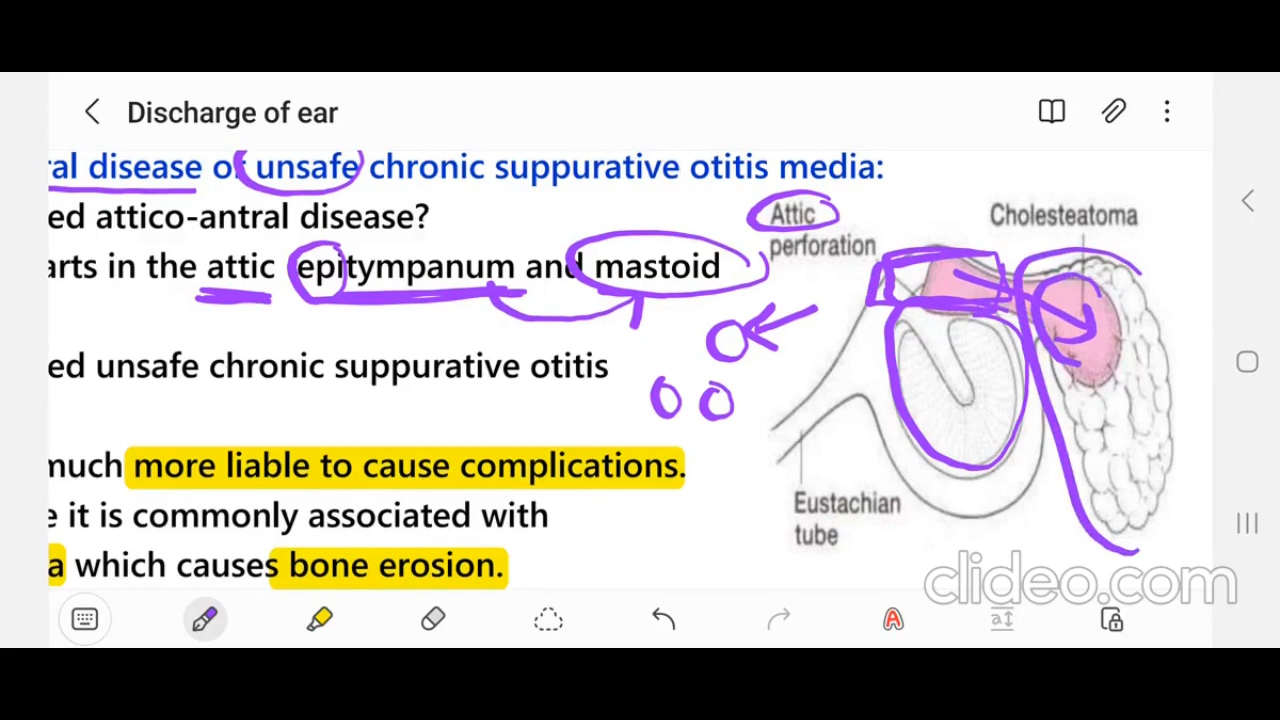 Discharge of ear
al disease or unsafe chronic suppurative otitis media:
ed attico-antral disease?
arts in the attic (epitympanum and mastoid
ed unsafe chronic suppurative otitis
much more liable to cause complications.
e it is commonly associated with
a which causes bone erosion.
Attic
perforation
Cholesteatoma
Eustachian
tube
clideo.com
A
a